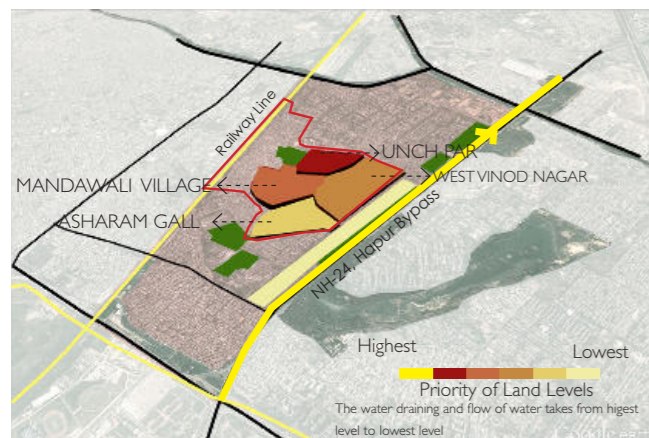 Railway Line
UNCH PAR
WEST VINOD NAGAR
MANDAWALI VILLAGE
ASHARAM GALL
NH-24, Hapur Bypass
Highest
Lowest
Priority of Land Levels
The water draining and flow of water takes from higest
level to lowest level